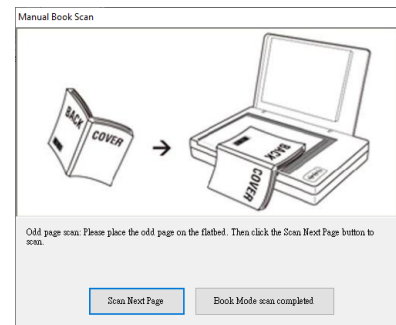 Manual Book Scan
BACK
COVER
BACK
COVER
Odd page scan: Please place the odd page on the flatbed. Then click the Scan Next Page button to
scan.
Scan Next Page
Book Mode scan completed